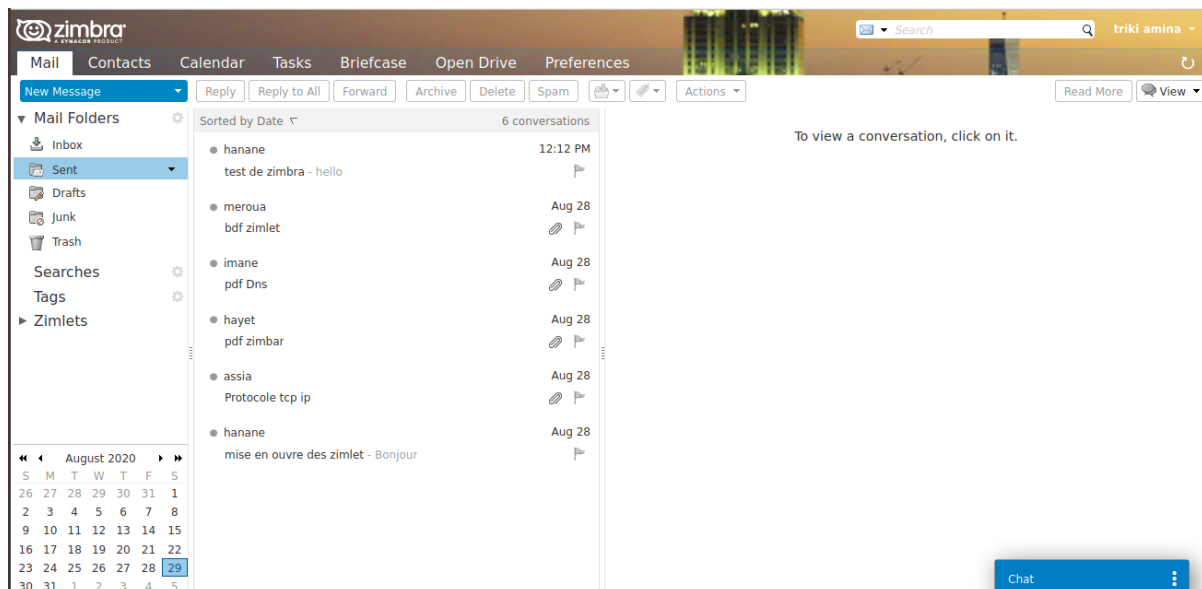 zimbra
A SYNACOR PRODUCT
Search
triki amina
Mail Contacts Calendar Tasks Briefcase Open Drive Preferences
New Message Reply Reply to All Forward Archive Delete Spam Actions Read More View
Mail Folders
Inbox
Sent
Drafts
Junk
Trash
Searches
Tags
Zimlets
Sorted by Date 6 conversations
hanane 12:12 PM
test de zimbra - hello
meroua Aug 28
bdf zimlet
imane Aug 28
pdf Dns
hayet Aug 28
pdf zimbar
assia Aug 28
Protocole tcp ip
hanane Aug 28
mise en ouvre des zimlet - Bonjour
To view a conversation, click on it.
August 2020
S M T W T F S
26 27 28 29 30 31 1
2 3 4 5 6 7 8
9 10 11 12 13 14 15
16 17 18 19 20 21 22
23 24 25 26 27 28 29
30 31 1 2 3 4 5
Chat